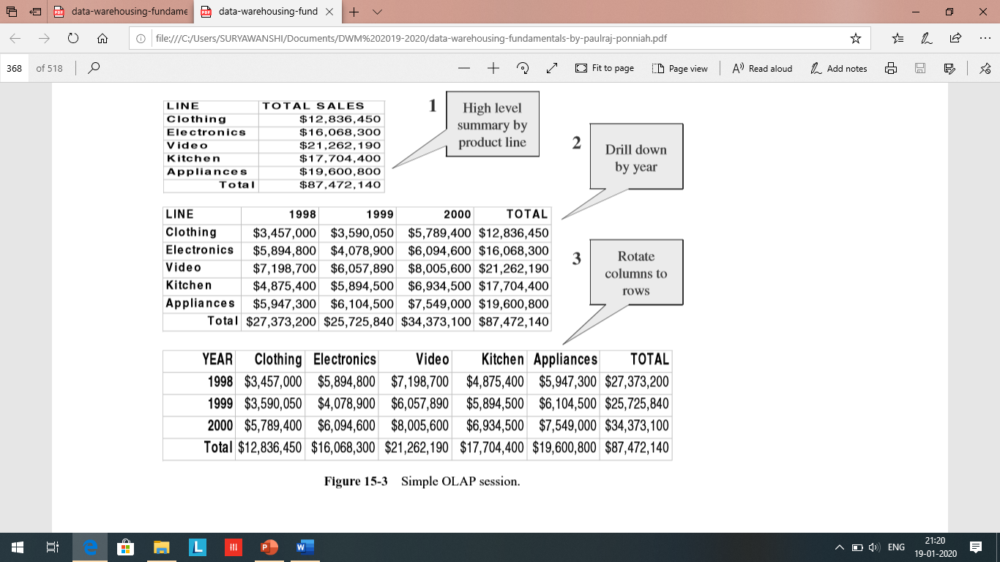 data-warehousing-fundame
data-warehousing-fund
file:///C:/Users/SURYAWANSHI/Documents/DWM%202019-2020/data-warehousing-fundamentals-by-paulraj-ponniah.pdf
368 of 518 Fit to page Page view Read aloud Add notes
LINE TOTAL SALES
Clothing $12,836,450
Electronics $16,068,300
Video $21,262,190
Kitchen $17,704,400
Appliances $19,600,800
Total $87,472,140
1
High level
summary by
product line
2
Drill down
by year
LINE 1998 1999 2000 TOTAL
Clothing $3,457,000 $3,590,050 $5,789,400 $12,836,450
Electronics $5,894,800 $4,078,900 $6,094,600 $16,068,300
Video $7,198,700 $6,057,890 $8,005,600 $21,262,190
Kitchen $4,875,400 $5,894,500 $6,934,500 $17,704,400
Appliances $5,947,300 $6,104,500 $7,549,000 $19,600,800
Total $27,373,200 $25,725,840 $34,373,100 $87,472,140
3
Rotate
columns to
rows
YEAR Clothing Electronics Video Kitchen Appliances TOTAL
1998 $3,457,000 $5,894,800 $7,198,700 $4,875,400 $5,947,300 $27,373,200
1999 $3,590,050 $4,078,900 $6,057,890 $5,894,500 $6,104,500 $25,725,840
2000 $5,789,400 $6,094,600 $8,005,600 $6,934,500 $7,549,000 $34,373,100
Total $12,836,450 $16,068,300 $21,262,190 $17,704,400 $19,600,800 $87,472,140
Figure 15-3 Simple OLAP session.
ENG
21:20
19-01-2020